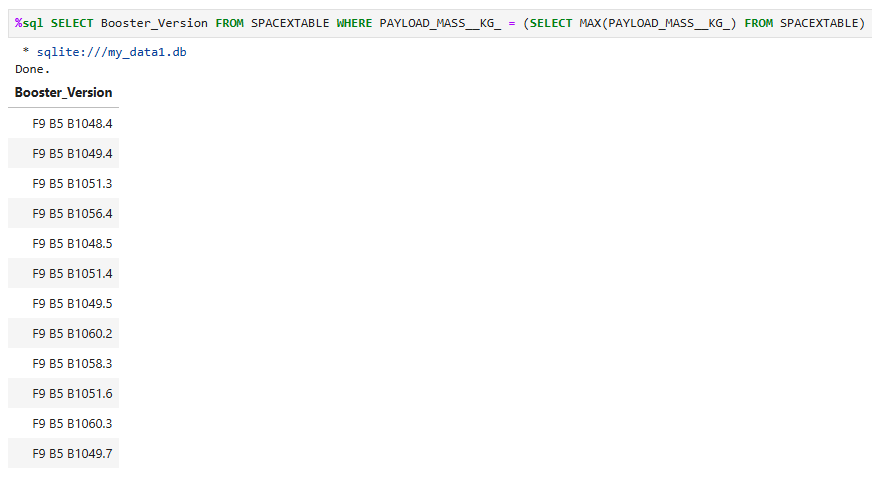 %sql SELECT Booster_Version FROM SPACEXTABLE WHERE PAYLOAD_MASS__KG_ = (SELECT MAX(PAYLOAD_MASS__KG_) FROM SPACEXTABLE)
* sqlite:///my_data1.db
Done.
Booster_Version
F9 B5 B1048.4
F9 B5 B1049.4
F9 B5 B1051.3
F9 B5 B1056.4
F9 B5 B1048.5
F9 B5 B1051.4
F9 B5 B1049.5
F9 B5 B1060.2
F9 B5 B1058.3
F9 B5 B1051.6
F9 B5 B1060.3
F9 B5 B1049.7